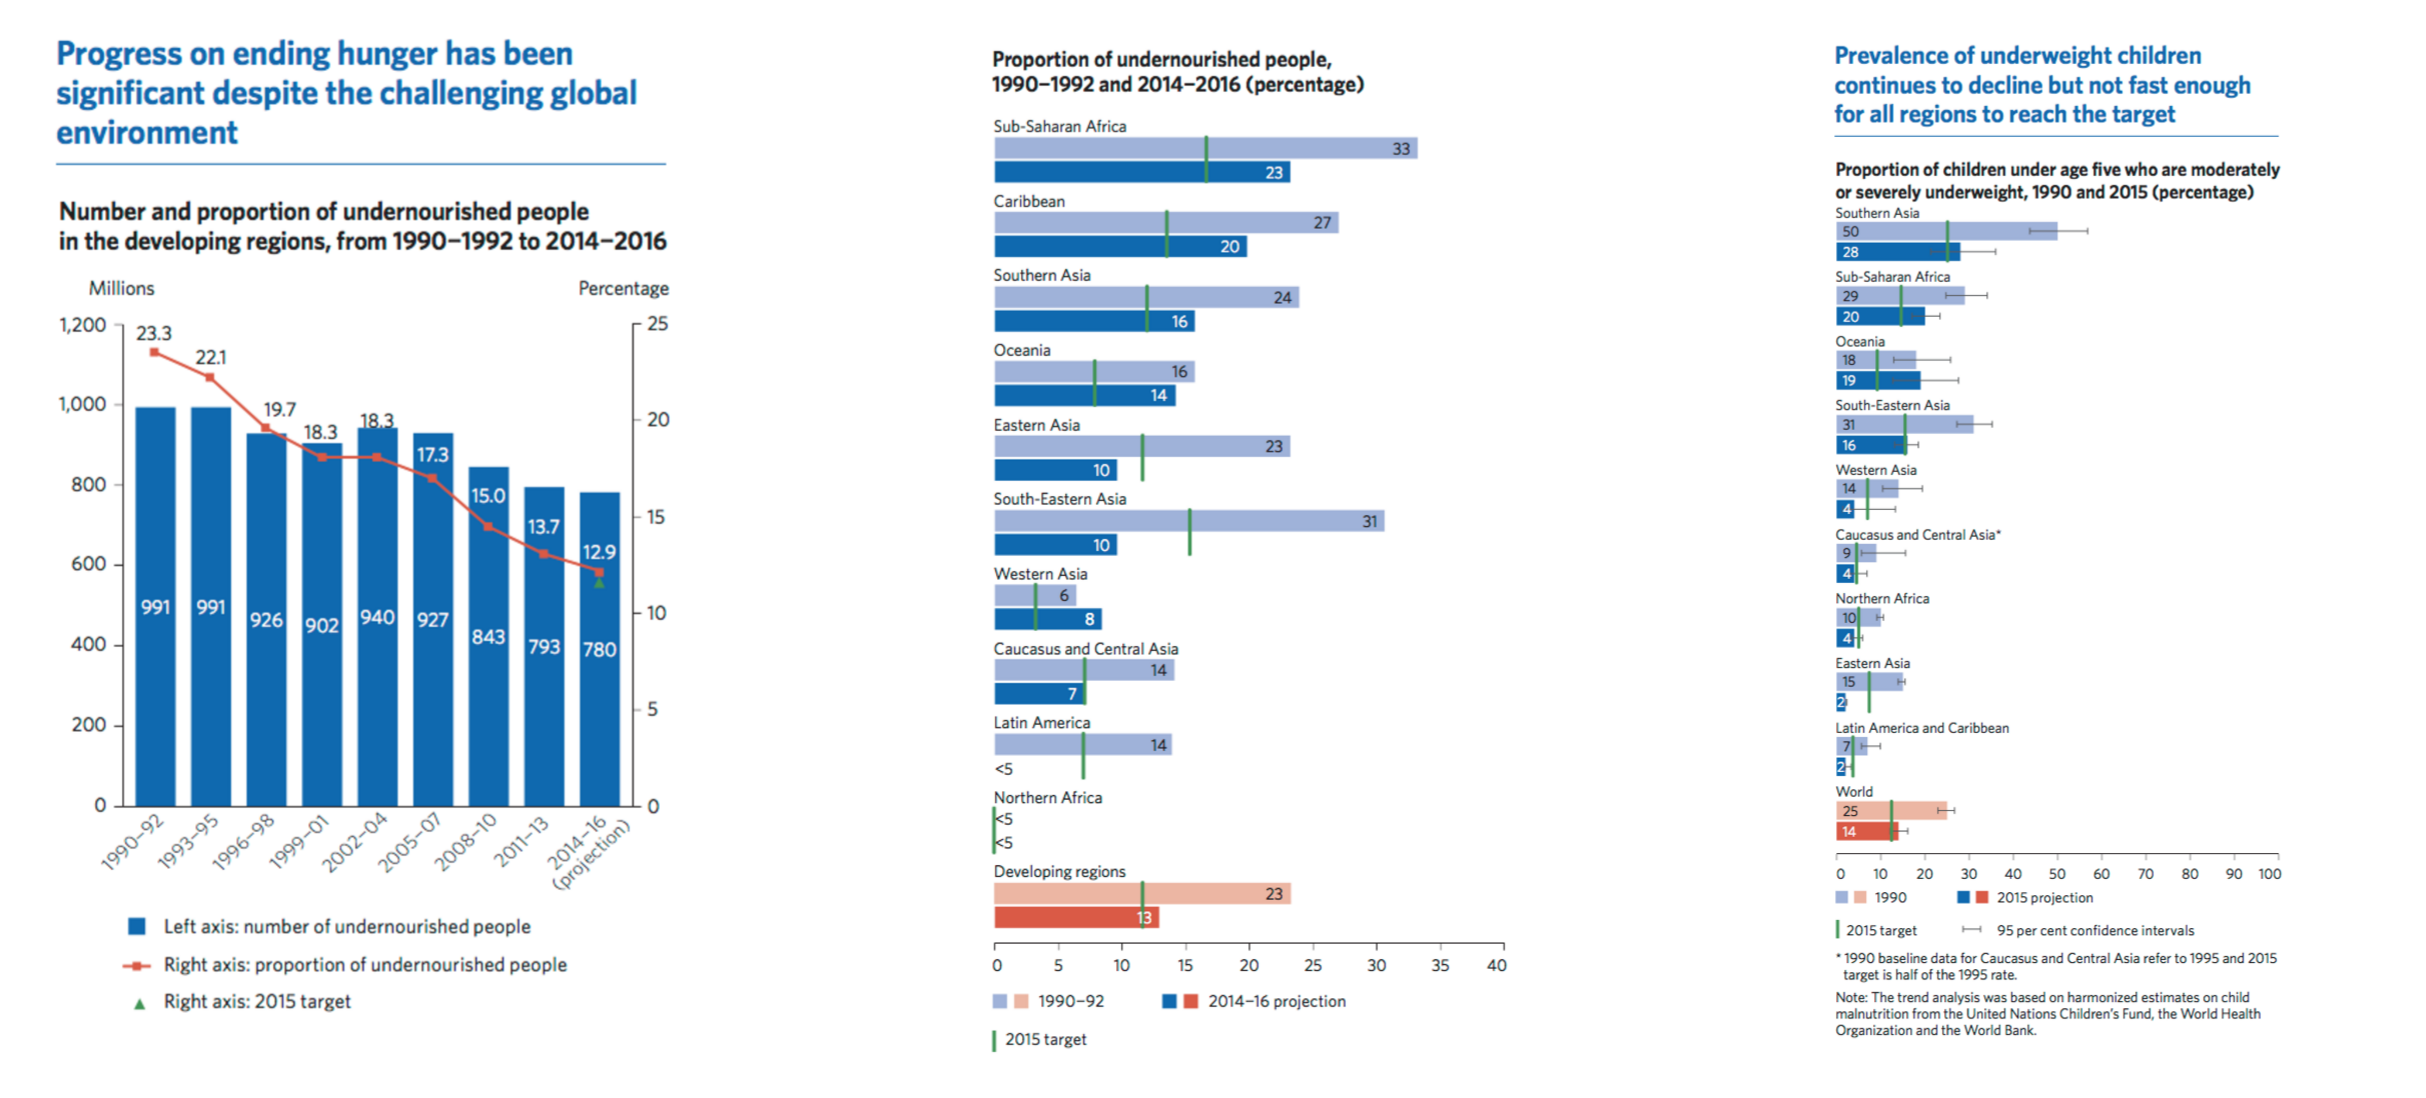 Progress on ending hunger has been
significant despite the challenging global
environment
Number and proportion of undernourished people
in the developing regions, from 1990–1992 to 2014–2016
Millions
Percentage
1,200
1,000
800
600
400
200
0
25
20
15
10
5
0
23.3
22.1
19.7
18.3
18.3
17.3
15.0
13.7
12.9
991
991
926
902
940
927
843
793
780
1990–92
1993–95
1996–98
1999–01
2002–04
2005–07
2008–10
2011–13
2014–16
(projection)
Left axis: number of undernourished people
Right axis: proportion of undernourished people
Right axis: 2015 target
Proportion of undernourished people,
1990–1992 and 2014–2016 (percentage)
Sub-Saharan Africa
33
23
Caribbean
27
20
Southern Asia
24
16
Oceania
16
14
Eastern Asia
23
10
South-Eastern Asia
31
10
Western Asia
6
8
Caucasus and Central Asia
14
7
Latin America
14
<5
Northern Africa
<5
<5
Developing regions
23
13
0 5 10 15 20 25 30 35 40
1990–92 2014–16 projection
2015 target
Prevalence of underweight children
continues to decline but not fast enough
for all regions to reach the target
Proportion of children under age five who are moderately
or severely underweight, 1990 and 2015 (percentage)
Southern Asia
50
28
Sub-Saharan Africa
29
20
Oceania
18
19
South-Eastern Asia
31
16
Western Asia
14
4
Caucasus and Central Asia*
9
4
Northern Africa
10
4
Eastern Asia
15
2
Latin America and Caribbean
7
2
World
25
14
0 10 20 30 40 50 60 70 80 90 100
1990 2015 projection
2015 target 95 per cent confidence intervals
* 1990 baseline data for Caucasus and Central Asia refer to 1995 and 2015
target is half of the 1995 rate.
Note: The trend analysis was based on harmonized estimates on child
malnutrition from the United Nations Children's Fund, the World Health
Organization and the World Bank.